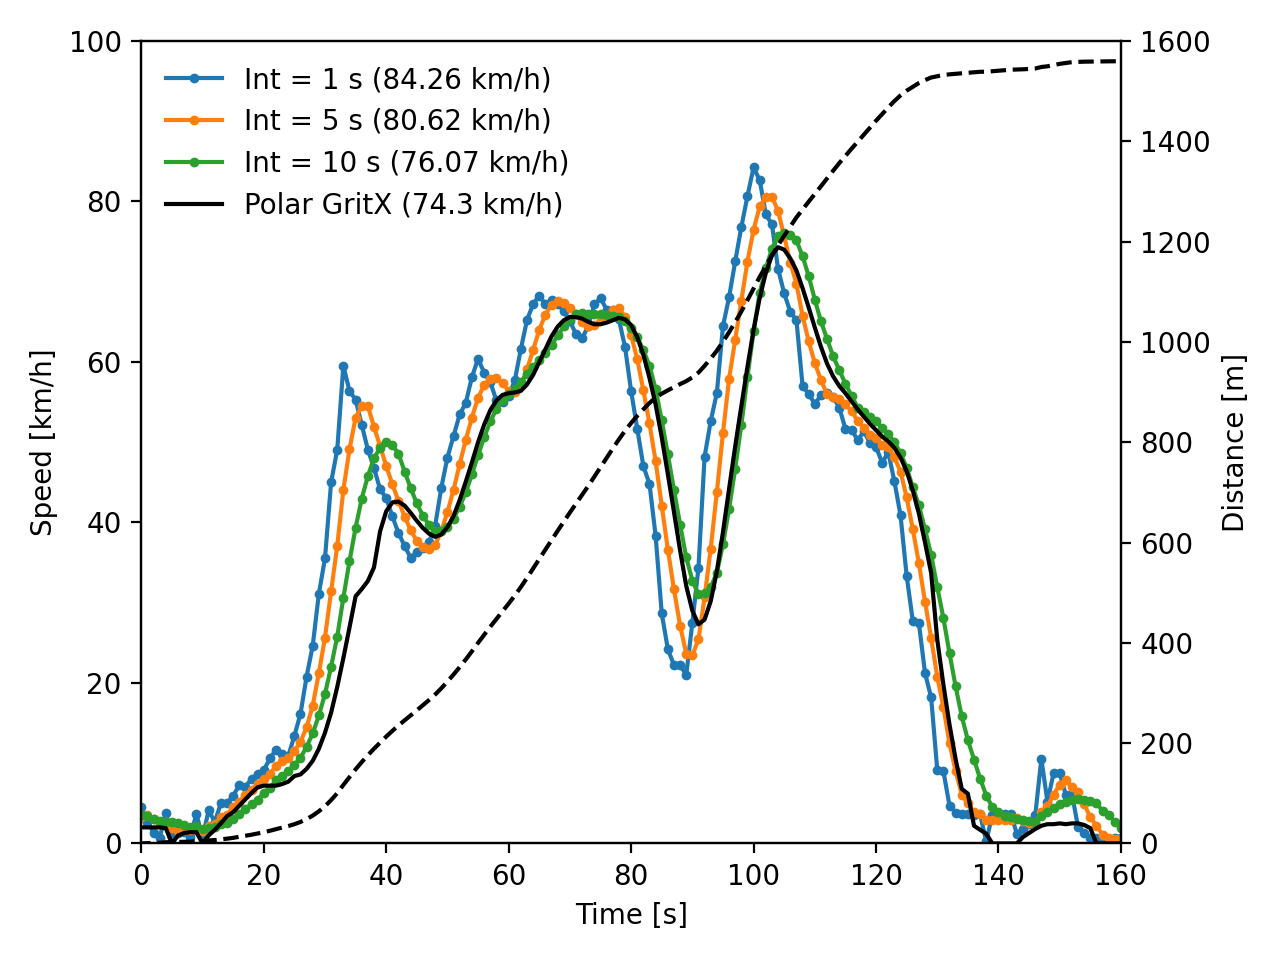 Int = 1 s (84.26 km/h)
Int = 5 s (80.62 km/h)
Int = 10 s (76.07 km/h)
Polar GritX (74.3 km/h)
100
80
60
40
20
0
Speed [km/h]
1600
1400
1200
1000
800
600
400
200
0
Distance [m]
0 20 40 60 80 100 120 140 160
Time [s]